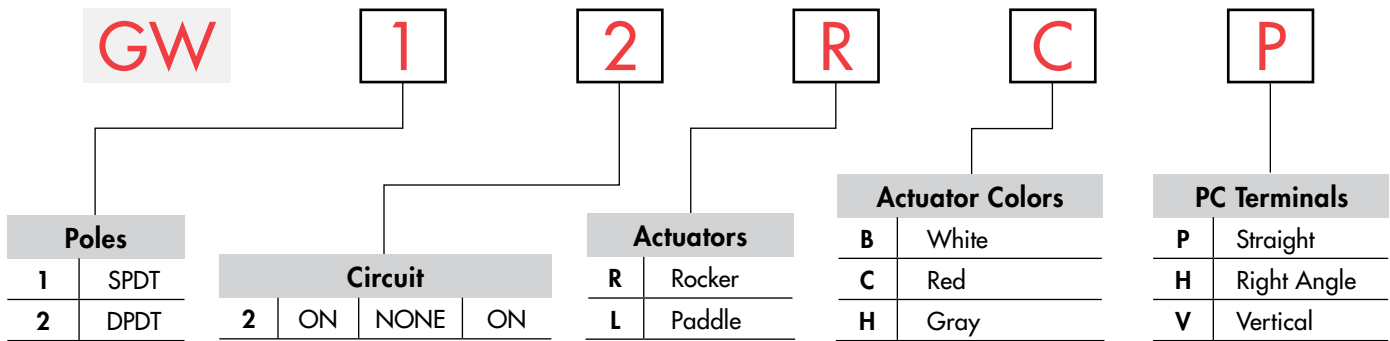 GW 1 2 R C P
Poles
1 SPDT
2 DPDT
Circuit
2 ON NONE ON
Actuators
R Rocker
L Paddle
Actuator Colors
B White
C Red
H Gray
PC Terminals
P Straight
H Right Angle
V Vertical